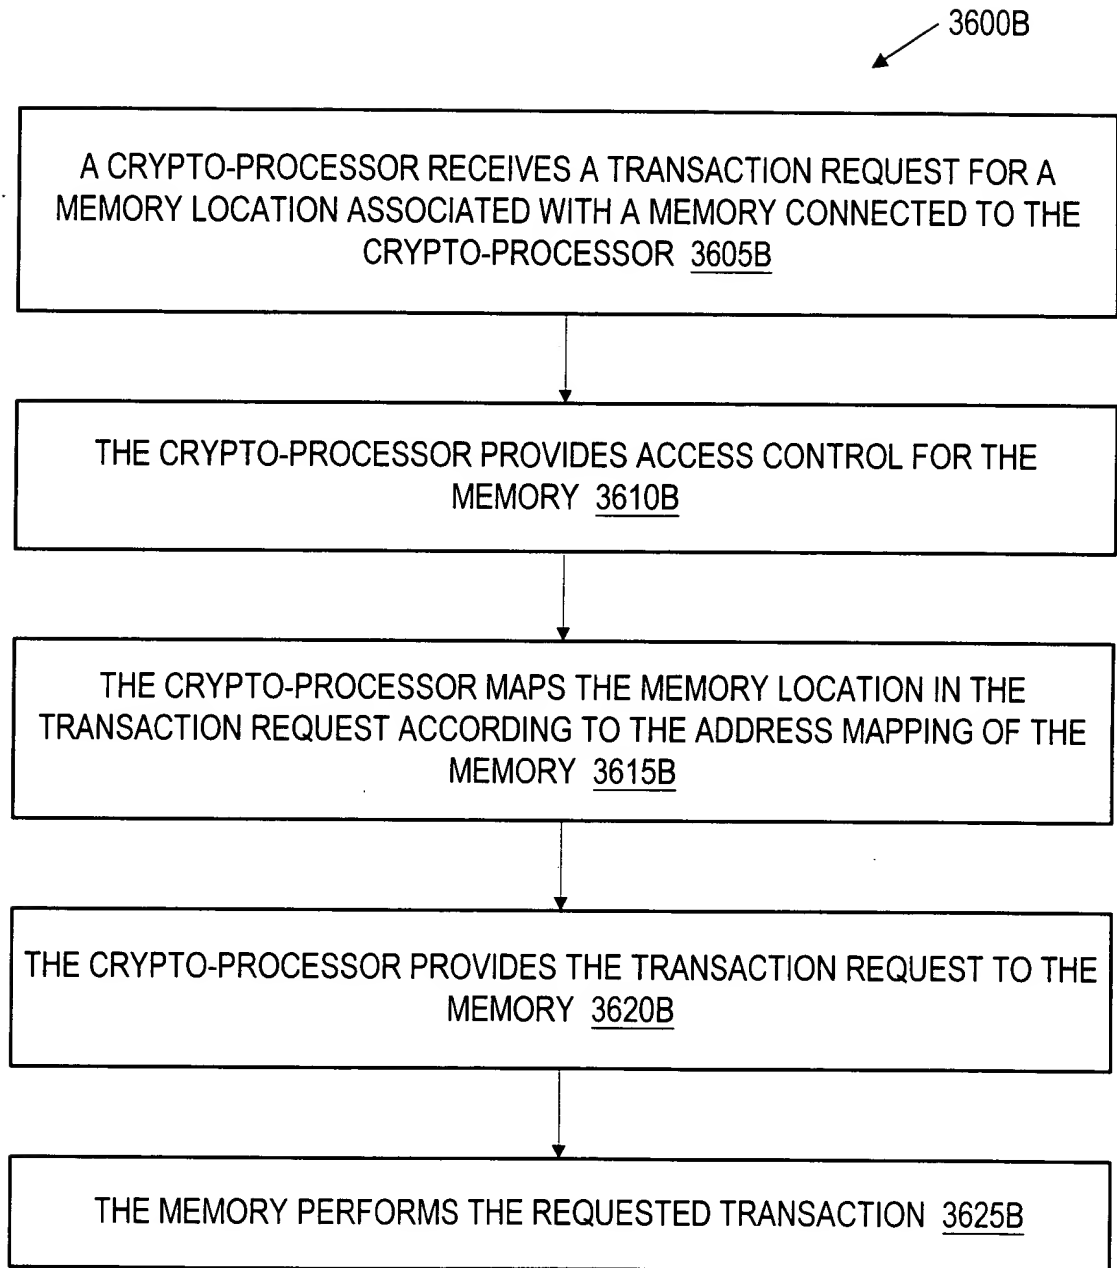 3600B
A CRYPTO-PROCESSOR RECEIVES A TRANSACTION REQUEST FOR A
MEMORY LOCATION ASSOCIATED WITH A MEMORY CONNECTED TO THE
CRYPTO-PROCESSOR 3605B
THE CRYPTO-PROCESSOR PROVIDES ACCESS CONTROL FOR THE
MEMORY 3610B
THE CRYPTO-PROCESSOR MAPS THE MEMORY LOCATION IN THE
TRANSACTION REQUEST ACCORDING TO THE ADDRESS MAPPING OF THE
MEMORY 3615B
THE CRYPTO-PROCESSOR PROVIDES THE TRANSACTION REQUEST TO THE
MEMORY 3620B
THE MEMORY PERFORMS THE REQUESTED TRANSACTION 3625B